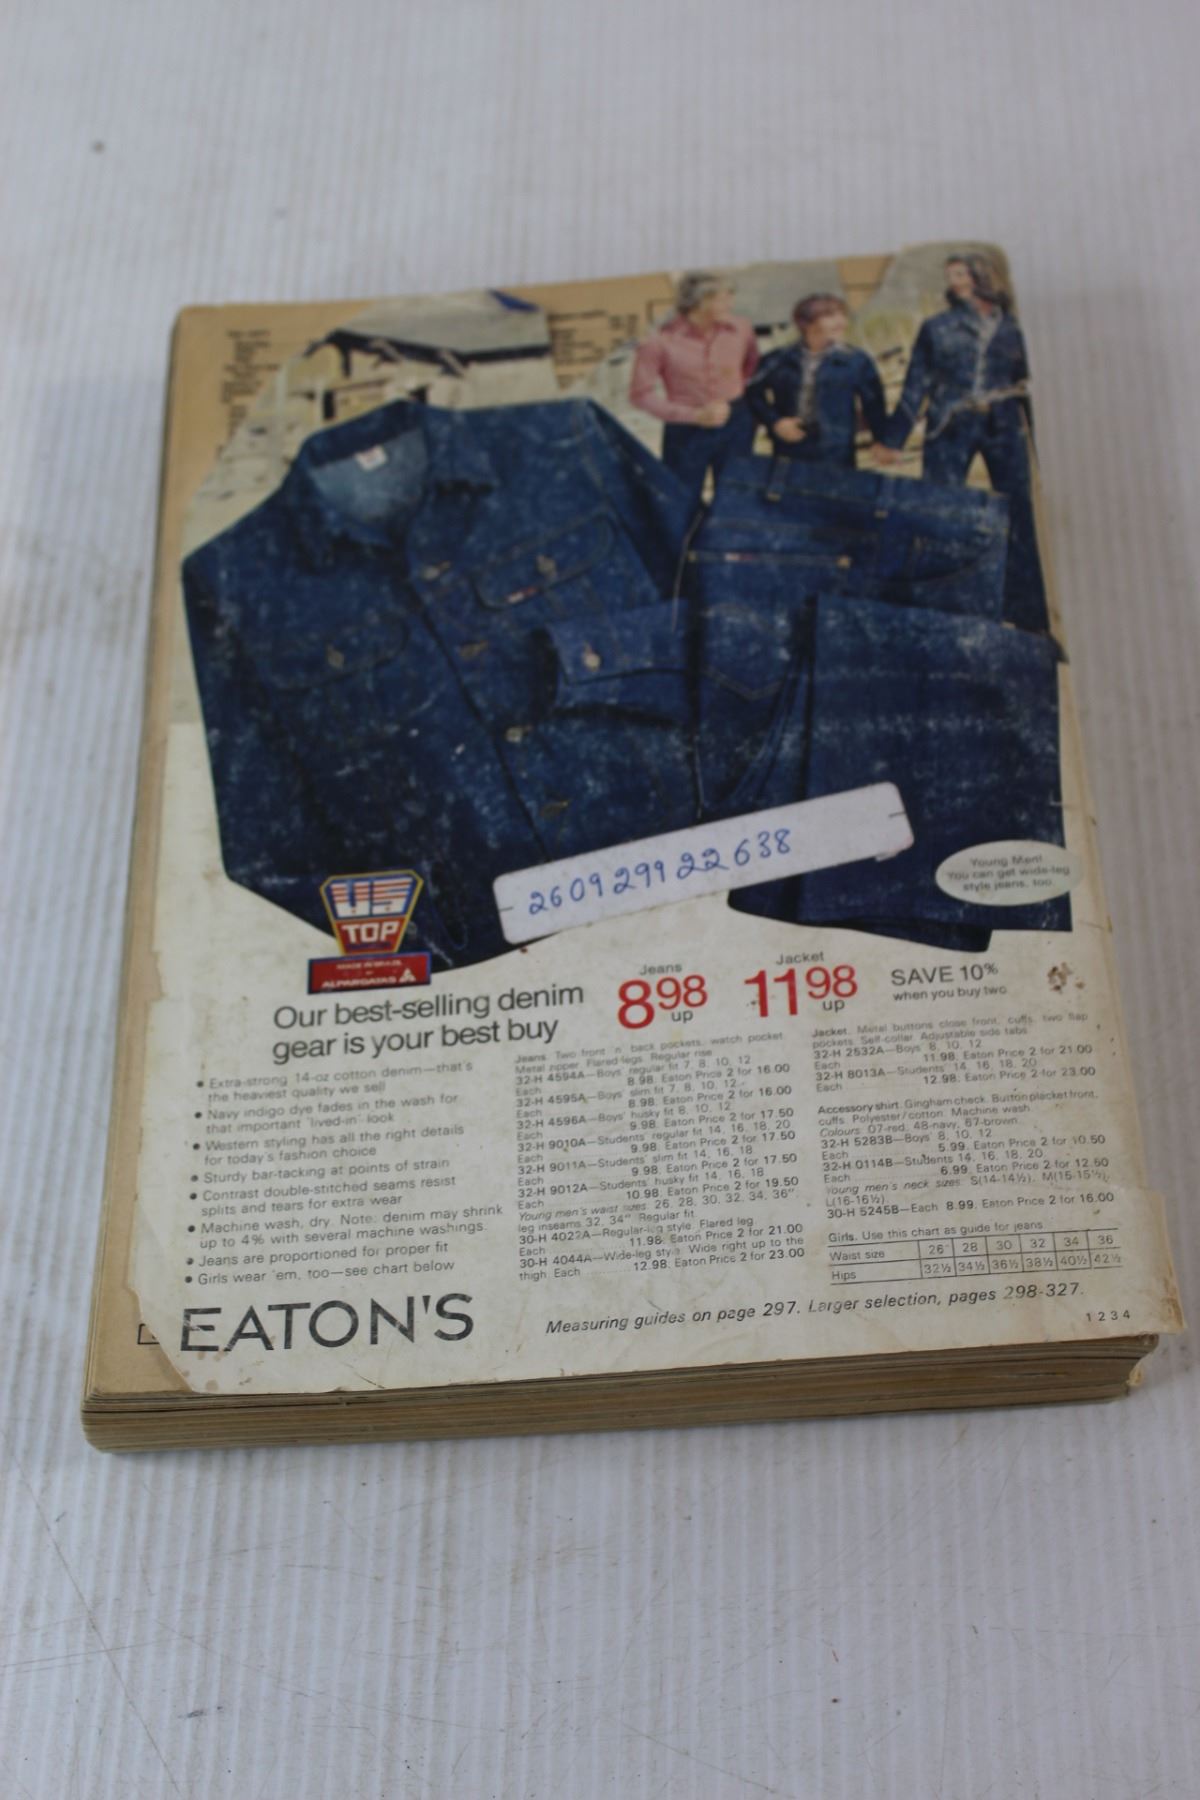 2609299 22638
Young Men!
You can get wide-leg
style jeans, too.
US
TOP
MADE IN BRAZIL
BY
ALPARGATAS
Our best-selling denim
gear is your best buy
Jeans
8.98
up
Jacket
11.98
up
SAVE 10%
when you buy two
• Extra-strong 14-oz cotton denim—that's
the heaviest quality we sell
• Navy indigo dye fades in the wash for
that important 'lived-in' look
• Western styling has all the right details
for today's fashion choice
• Sturdy bar-tacking at points of strain
• Contrast double-stitched seams resist
splits and tears for extra wear
• Machine wash, dry. Note: denim may shrink
up to 4% with several machine washings.
• Jeans are proportioned for proper fit
• Girls wear 'em, too—see chart below
Jeans. Two front 'n back pockets, watch pocket.
Metal zipper. Flared legs. Regular rise.
32-H 4594A—Boys' regular fit 7, 8, 10, 12
Each 8.98. Eaton Price 2 for 16.00
32-H 4595A—Boys' slim fit 7, 8, 10, 12.
Each 8.98. Eaton Price 2 for 16.00
32-H 4596A—Boys' husky fit 8, 10, 12
Each 9.98. Eaton Price 2 for 17.50
32-H 9010A—Students' regular fit 14, 16, 18, 20
Each 9.98. Eaton Price 2 for 17.50
32-H 9011A—Students' slim fit 14, 16, 18
Each 9.98. Eaton Price 2 for 17.50
32-H 9012A—Students' husky fit 14, 16, 18
Each 10.98. Eaton Price 2 for 19.50
Young men's waist sizes: 26, 28, 30, 32, 34, 36";
leg inseams 32, 34". Regular fit.
30-H 4022A—Regular-leg style. Flared leg
Each 11.98. Eaton Price 2 for 21.00
30-H 4044A—Wide-leg style. Wide right up to the
thigh. Each 12.98. Eaton Price 2 for 23.00
Jacket. Metal buttons close front, cuffs, two flap
pockets. Self-collar. Adjustable side tabs
32-H 2532A—Boys' 8, 10, 12
Each 11.98. Eaton Price 2 for 21.00
32-H 8013A—Students' 14, 16, 18, 20
Each 12.98. Eaton Price 2 for 23.00
Accessory shirt. Gingham check. Button placket front,
cuffs. Polyester/cotton. Machine wash.
Colours: 07-red, 48-navy, 67-brown.
32-H 5283B—Boys' 8, 10, 12
Each 5.99. Eaton Price 2 for 10.50
32-H 0114B—Students' 14, 16, 18, 20
Each 6.99. Eaton Price 2 for 12.50
Young men's neck sizes: S(14-14½), M(15-15½),
L(16-16½).
30-H 5245B—Each 8.99. Eaton Price 2 for 16.00
Girls. Use this chart as guide for jeans
Waist size 26 28 30 32 34 36
Hips 32½ 34½ 36½ 38½ 40½ 42½
EATON'S
Measuring guides on page 297. Larger selection, pages 298-327.
1 2 3 4